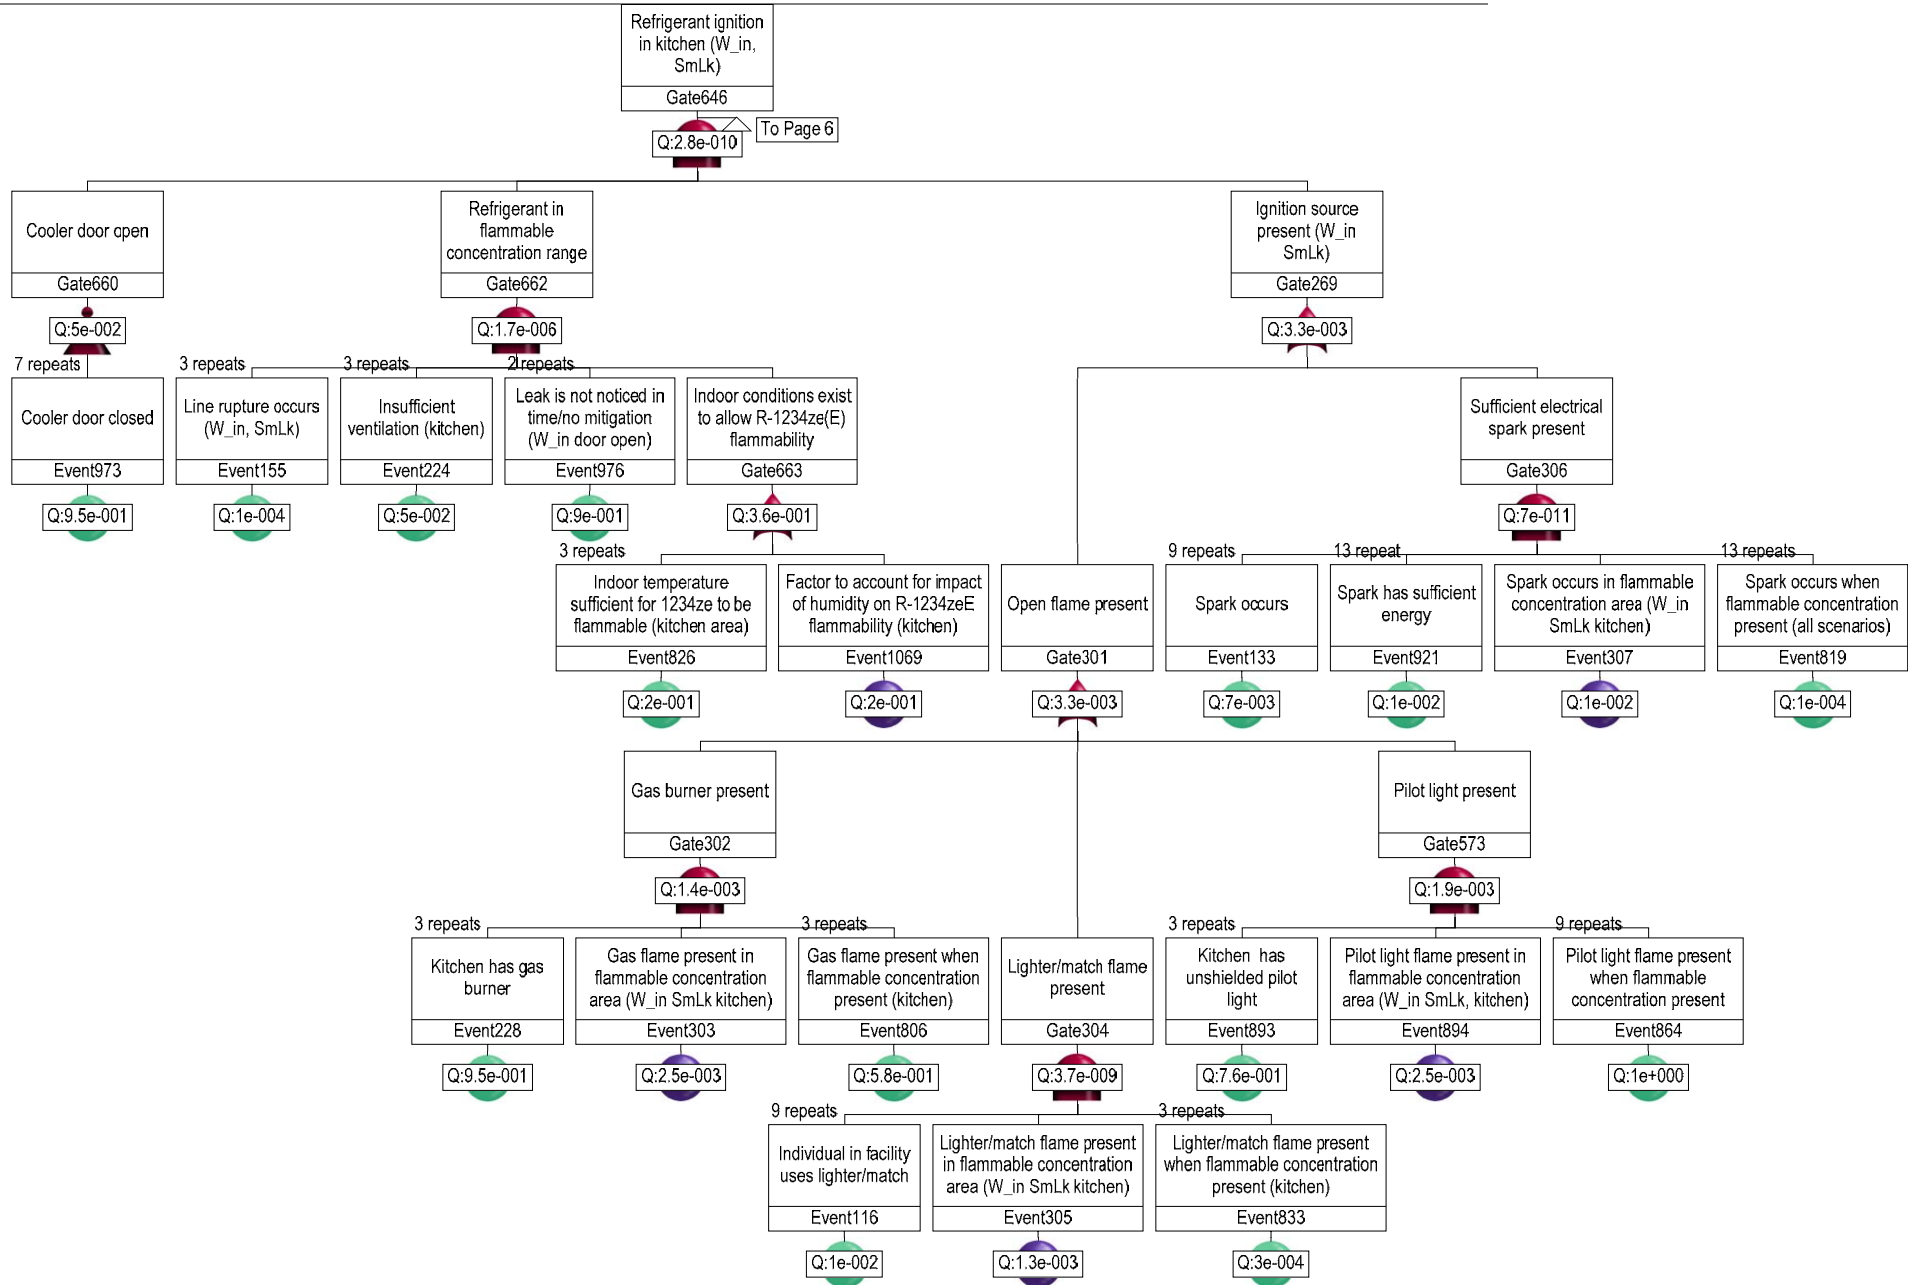 Refrigerant ignition
in kitchen (W_in,
SmLk)
Gate646
To Page 6
Q:2.8e-010
Cooler door open
Gate660
Q:5e-002
Refrigerant in
flammable
concentration range
Gate662
Q:1.7e-006
Ignition source
present (W_in
SmLk)
Gate269
Q:3.3e-003
7 repeats
Cooler door closed
Event973
Q:9.5e-001
3 repeats
Line rupture occurs
(W_in, SmLk)
Event155
Q:1e-004
3 repeats
Insufficient
ventilation (kitchen)
Event224
Q:5e-002
2 repeats
Leak is not noticed in
time/no mitigation
(W_in door open)
Event976
Q:9e-001
Indoor conditions exist
to allow R-1234ze(E)
flammability
Gate663
Q:3.6e-001
Sufficient electrical
spark present
Gate306
Q:7e-011
3 repeats
Indoor temperature
sufficient for 1234ze to be
flammable (kitchen area)
Event826
Q:2e-001
Factor to account for impact
of humidity on R-1234zeE
flammability (kitchen)
Event1069
Q:2e-001
Open flame present
Gate301
Q:3.3e-003
9 repeats
Spark occurs
Event133
Q:7e-003
13 repeat
Spark has sufficient
energy
Event921
Q:1e-002
Spark occurs in flammable
concentration area (W_in
SmLk kitchen)
Event307
Q:1e-002
13 repeats
Spark occurs when
flammable concentration
present (all scenarios)
Event819
Q:1e-004
Gas burner present
Gate302
Q:1.4e-003
Pilot light present
Gate573
Q:1.9e-003
3 repeats
Kitchen has gas
burner
Event228
Q:9.5e-001
Gas flame present in
flammable concentration
area (W_in SmLk kitchen)
Event303
Q:2.5e-003
3 repeats
Gas flame present when
flammable concentration
present (kitchen)
Event806
Q:5.8e-001
Lighter/match flame
present
Gate304
Q:3.7e-009
3 repeats
Kitchen has
unshielded pilot
light
Event893
Q:7.6e-001
Pilot light flame present in
flammable concentration
area (W_in SmLk, kitchen)
Event894
Q:2.5e-003
9 repeats
Pilot light flame present
when flammable
concentration present
Event864
Q:1e+000
9 repeats
Individual in facility
uses lighter/match
Event116
Q:1e-002
Lighter/match flame present
in flammable concentration
area (W_in SmLk kitchen)
Event305
Q:1.3e-003
3 repeats
Lighter/match flame present
when flammable concentration
present (kitchen)
Event833
Q:3e-004